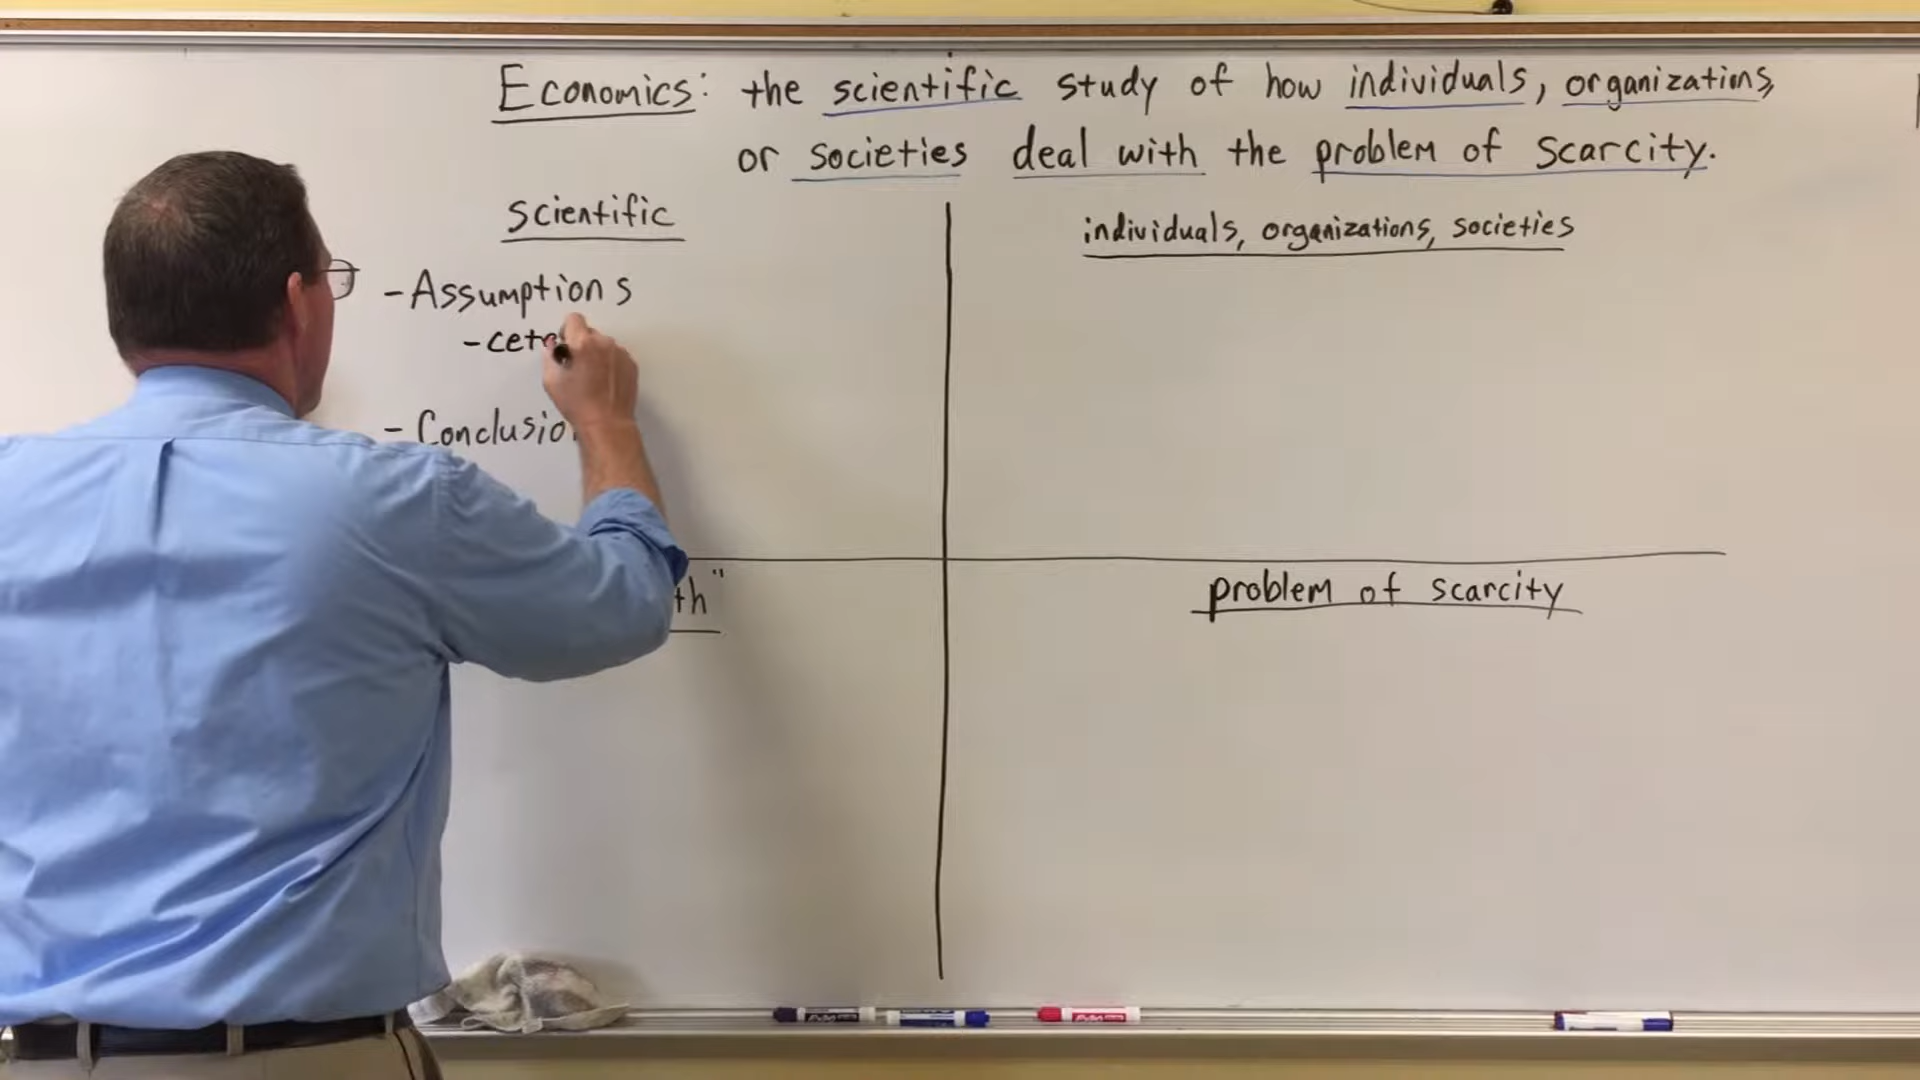 Economics: the scientific study of how individuals, organizations,
or societies deal with the problem of scarcity.
scientific
- Assumptions
- Conclusio
th"
individuals, organizations, societies
problem of scarcity